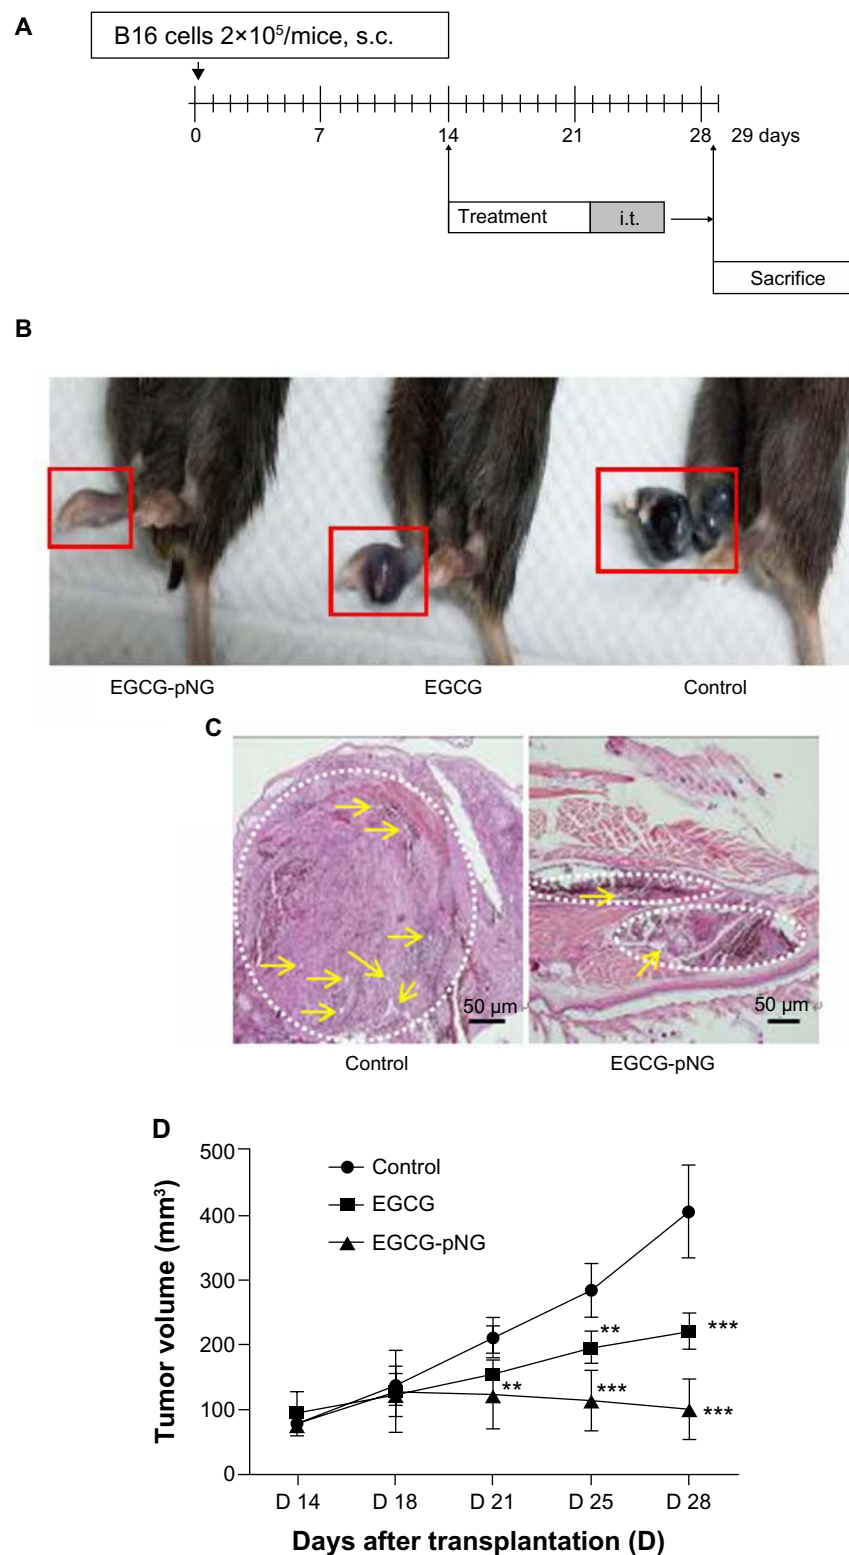 A
B16 cells 2×10⁵/mice, s.c.
0 7 14 21 28 29 days
Treatment i.t.
Sacrifice
B
EGCG-pNG EGCG Control
C
50 µm 50 µm
Control EGCG-pNG
D
500
400
300
200
100
0
Tumor volume (mm³)
Control
EGCG
EGCG-pNG
** ***
** *** ***
D 14 D 18 D 21 D 25 D 28
Days after transplantation (D)